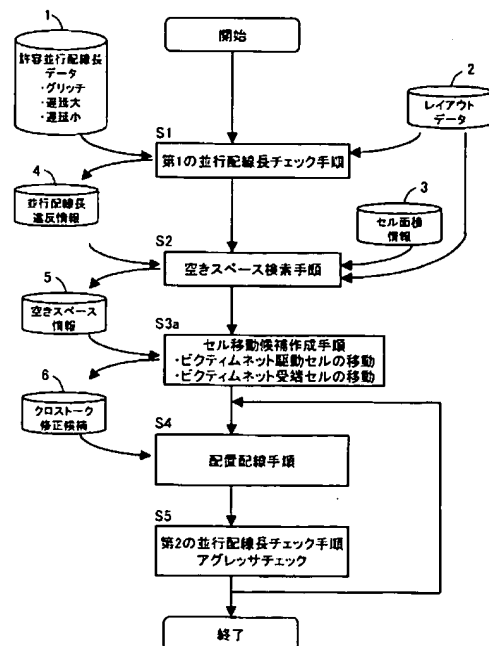 開始
1
許容並行配線長
データ
・グリッチ
・遅延大
・遅延小
2
レイアウト
データ
S1
第1の並行配線長チェック手順
4
並行配線長
違反情報
3
セル面積
情報
S2
空きスペース検索手順
5
空きスペース
情報
S3a
セル移動候補作成手順
・ビクティムネット駆動セルの移動
・ビクティムネット受端セルの移動
6
クロストーク
修正候補
S4
配置配線手順
S5
第2の並行配線長チェック手順
アグレッサチェック
終了